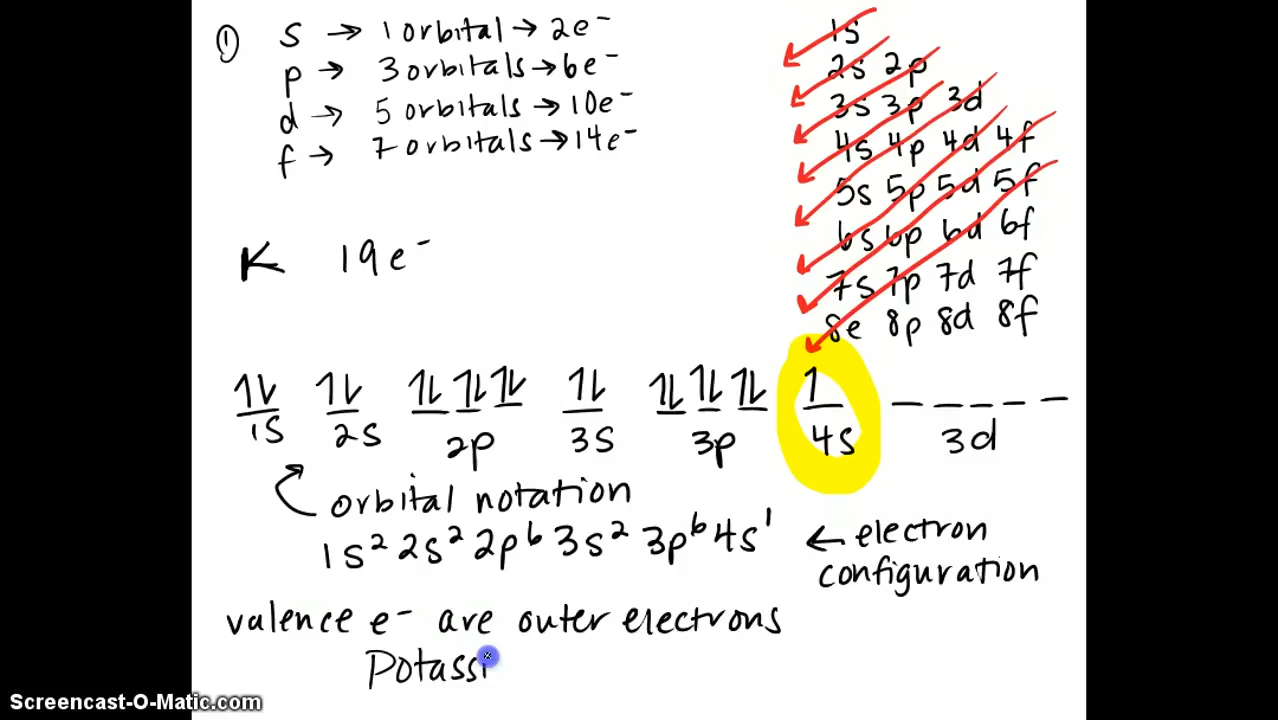 ① s → 1 orbital → 2e⁻
p → 3 orbitals → 6e⁻
d → 5 orbitals → 10e⁻
f → 7 orbitals → 14e⁻
1s
2s 2p
3s 3p 3d
4s 4p 4d 4f
5s 5p 5d 5f
6s 6p 6d 6f
7s 7p 7d 7f
8e 8p 8d 8f
K 19e⁻
1s 2s 2p 3s 3p 4s 3d
orbital notation
1s² 2s² 2p⁶ 3s² 3p⁶ 4s¹ ← electron
configuration
valence e⁻ are outer electrons
Potassi
Screencast-O-Matic.com